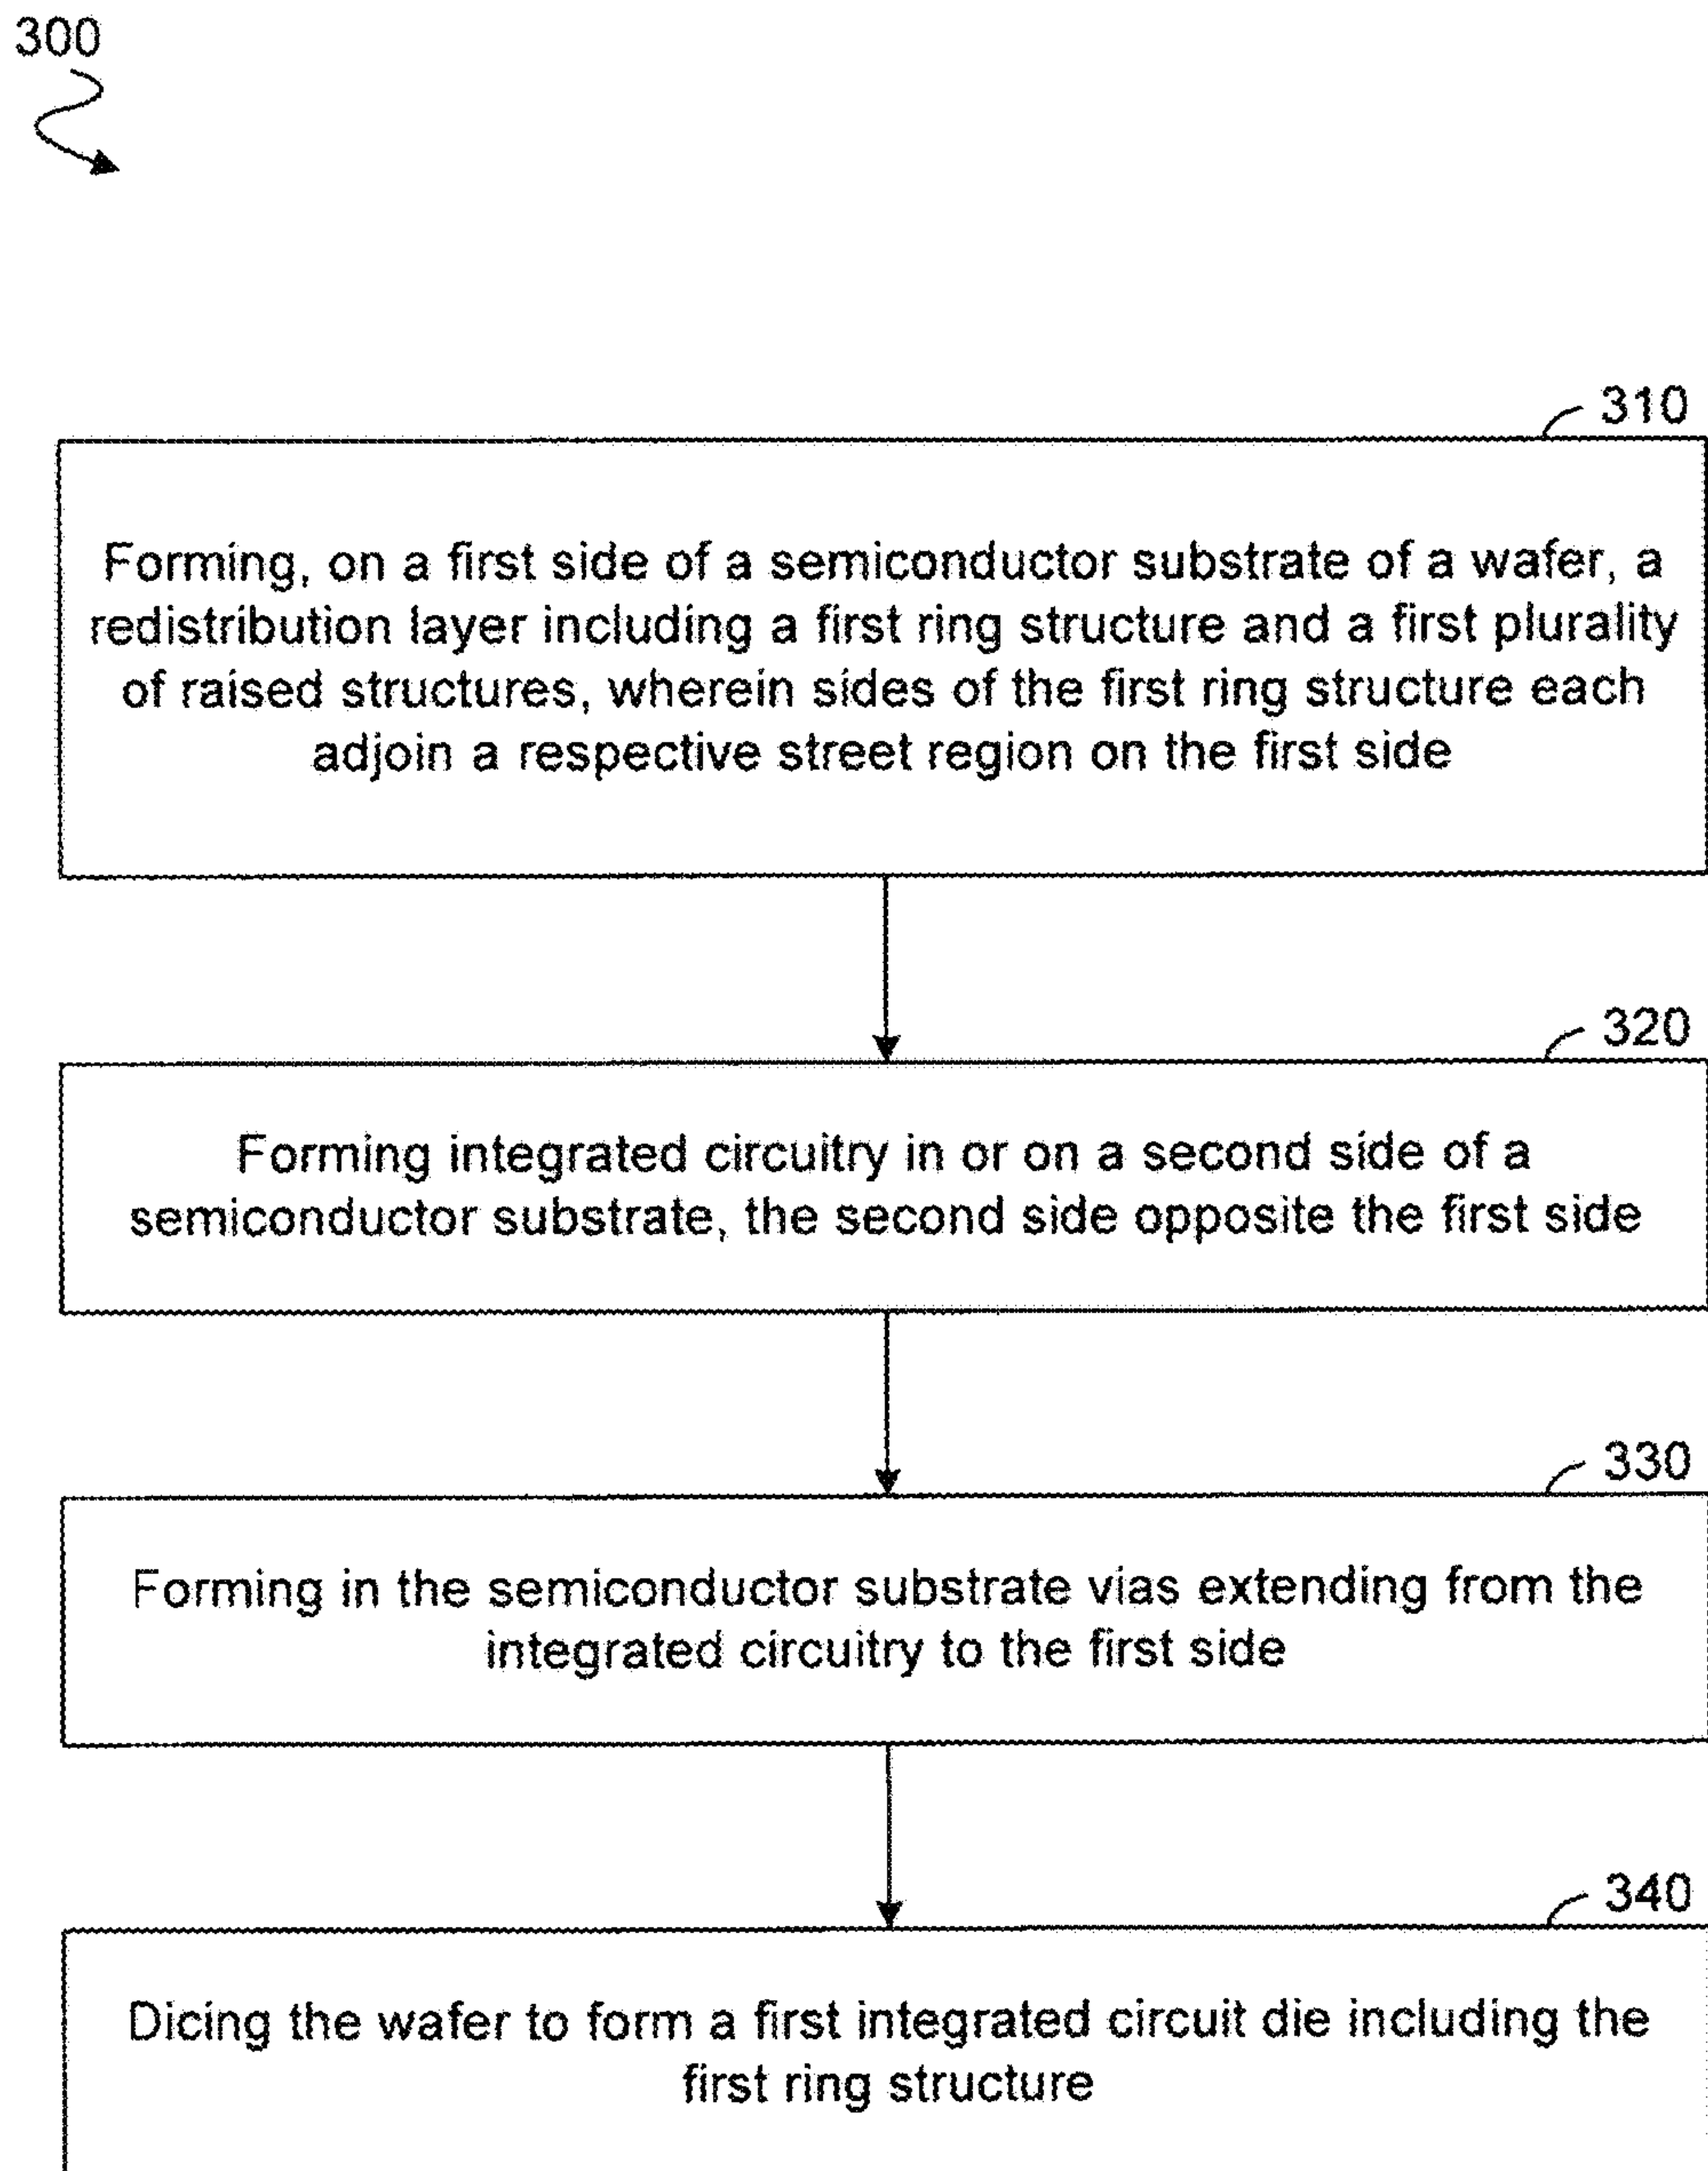 300
310
Forming, on a first side of a semiconductor substrate of a wafer, a
redistribution layer including a first ring structure and a first plurality
of raised structures, wherein sides of the first ring structure each
adjoin a respective street region on the first side
320
Forming integrated circuitry in or on a second side of a
semiconductor substrate, the second side opposite the first side
330
Forming in the semiconductor substrate vias extending from the
integrated circuitry to the first side
340
Dicing the wafer to form a first integrated circuit die including the
first ring structure